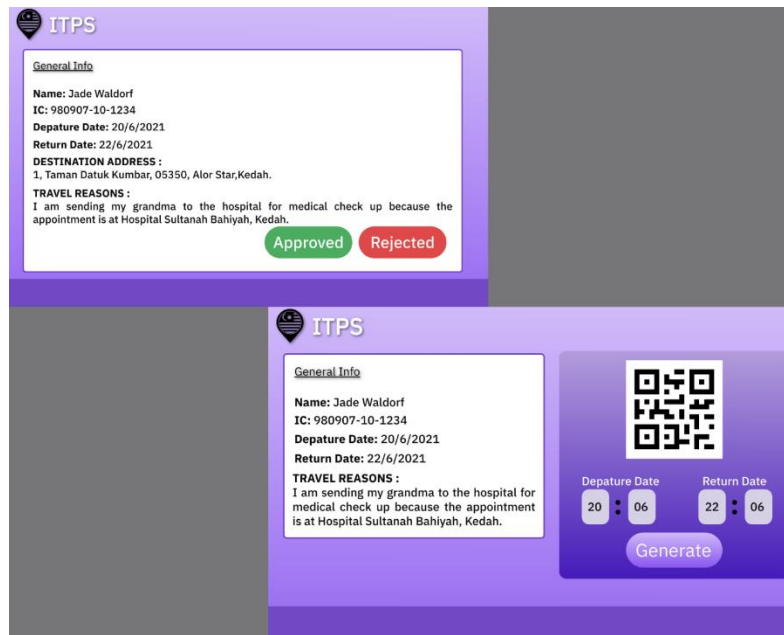 ITPS
General Info
Name: Jade Waldorf
IC: 980907-10-1234
Depature Date: 20/6/2021
Return Date: 22/6/2021
DESTINATION ADDRESS :
1, Taman Datuk Kumbar, 05350, Alor Star,Kedah.
TRAVEL REASONS :
I am sending my grandma to the hospital for medical check up because the
appointment is at Hospital Sultanah Bahiyah, Kedah.
Approved Rejected
ITPS
General Info
Name: Jade Waldorf
IC: 980907-10-1234
Depature Date: 20/6/2021
Return Date: 22/6/2021
TRAVEL REASONS :
I am sending my grandma to the hospital for
medical check up because the appointment
is at Hospital Sultanah Bahiyah, Kedah.
Depature Date Return Date
20 : 06 22 : 06
Generate